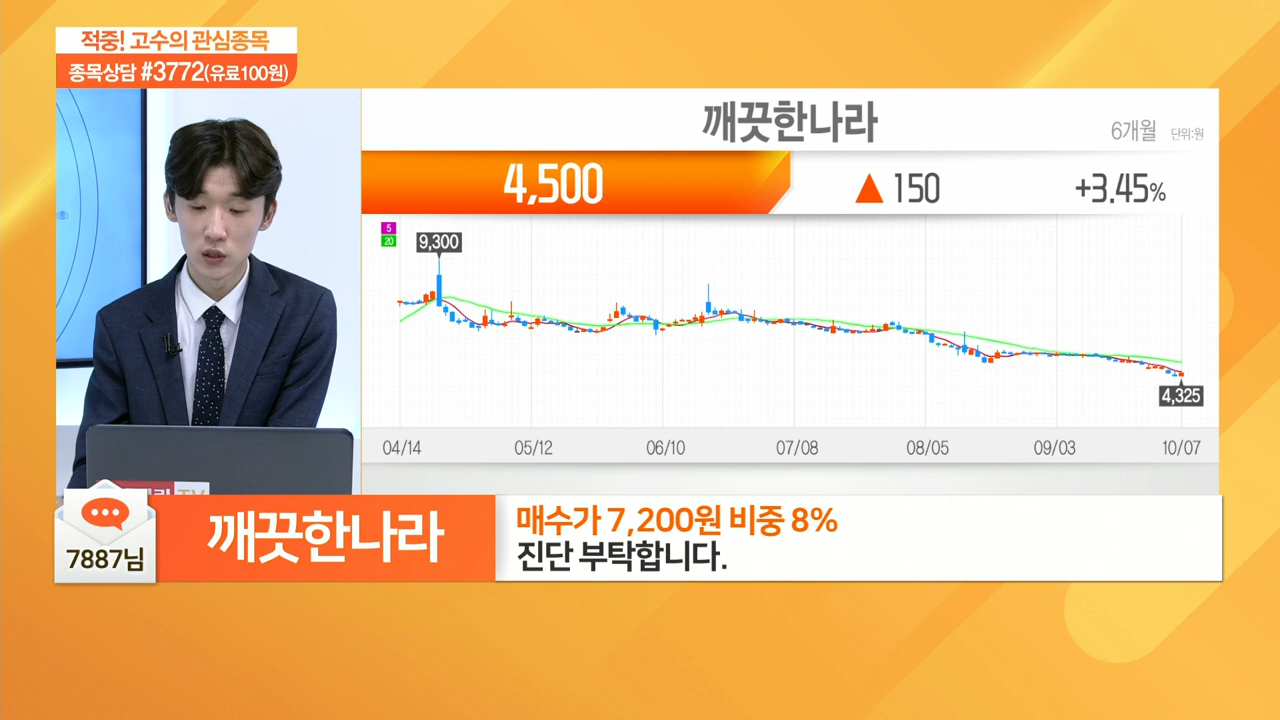 적중! 고수의 관심종목
종목상담 #3772(유료100원)
깨끗한나라
6개월 단위:원
4,500 ▲ 150 +3.45%
5
20
9,300
4,325
04/14 05/12 06/10 07/08 08/05 09/03 10/07
TV
7887님
깨끗한나라
매수가 7,200원 비중 8%
진단 부탁합니다.